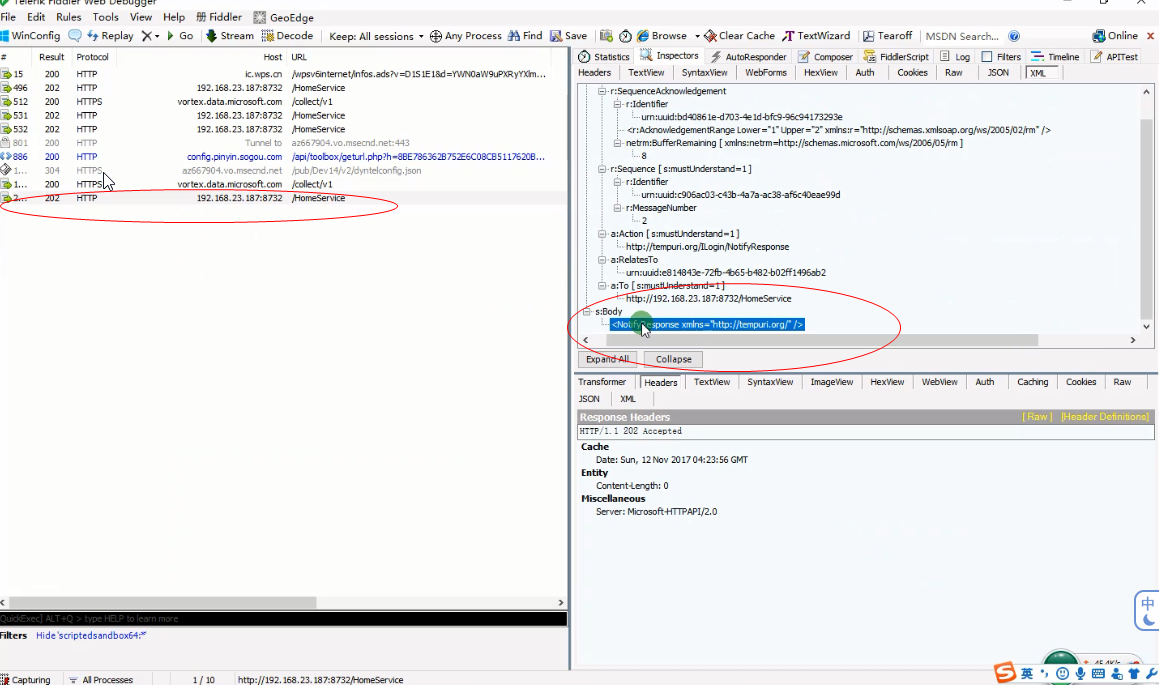 Telerik Fiddler Web Debugger
File Edit Rules Tools View Help 册 Fiddler GeoEdge
WinConfig Replay Go Stream Decode Keep: All sessions Any Process Find Save Browse Clear Cache TextWizard Tearoff MSDN Search... Online
# Result Protocol Host URL
15 200 HTTP ic.wps.cn
496 202 HTTP 192.168.23.187:8732 /HomeService
512 200 HTTPS vortex.data.microsoft.com /collect/v1
531 202 HTTP 192.168.23.187:8732 /HomeService
532 202 HTTP 192.168.23.187:8732 /HomeService
801 200 HTTP Tunnel to az667904.vo.msecnd.net:443
886 200 HTTP config.pinyin.sogou.com /api/toolbox/geturl.php?h=8BE786362B752E6C08CB5117620B...
1... 304 HTTPS az667904.vo.msecnd.net /pub/Dev14/v2/dyntelconfig.json
1... 200 HTTPS vortex.data.microsoft.com /collect/v1
2... 202 HTTP 192.168.23.187:8732 /HomeService
QuickExec] ALT+Q > type HELP to learn more
Filters Hide 'scriptedsandbox64:*'
Statistics Inspectors AutoResponder Composer FiddlerScript Log Filters Timeline APITest
Headers TextView SyntaxView WebForms HexView Auth Cookies Raw JSON XML
r:SequenceAcknowledgement
r:Identifier
urn:uuid:bd40861e-d703-4e1d-bfc9-96c94173293e
<r:AcknowledgementRange Lower="1" Upper="2" xmlns:r="http://schemas.xmlsoap.org/ws/2005/02/rm" />
netrm:BufferRemaining [ xmlns:netrm=http://schemas.microsoft.com/ws/2006/05/rm ]
8
r:Sequence [ s:mustUnderstand=1 ]
r:Identifier
urn:uuid:c906ac03-c43b-4a7a-ac38-af6c40eae99d
r:MessageNumber
2
a:Action [ s:mustUnderstand=1 ]
http://tempuri.org/ILogin/NotifyResponse
a:RelatesTo
urn:uuid:e814843e-72fb-4b65-b482-b02ff1496ab2
a:To [ s:mustUnderstand=1 ]
http://192.168.23.187:8732/HomeService
s:Body
<NotifyResponse xmlns="http://tempuri.org/" />
Expand All Collapse
Transformer Headers TextView SyntaxView ImageView HexView WebView Auth Caching Cookies Raw
JSON XML
Response Headers [ Raw ] [Header Definitions]
HTTP/1.1 202 Accepted
Cache
Date: Sun, 12 Nov 2017 04:23:56 GMT
Entity
Content-Length: 0
Miscellaneous
Server: Microsoft-HTTPAPI/2.0
中
英
Capturing All Processes 1 / 10 http://192.168.23.187:8732/HomeService